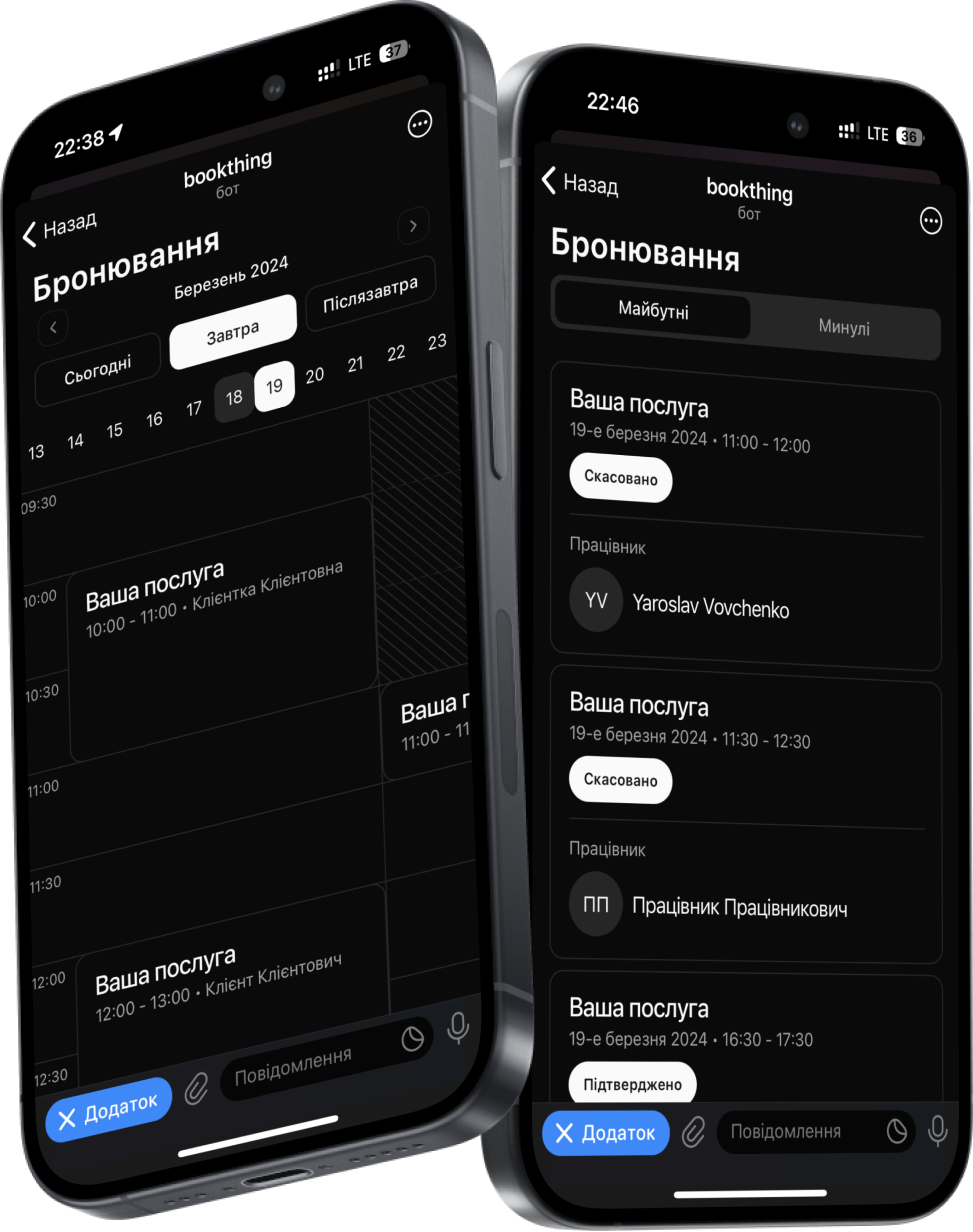 22:38
LTE 37
bookthing
бот
Назад
Бронювання
Березень 2024
Сьогодні
Завтра
Післязавтра
13 14 15 16 17 18 19 20 21 22 23
09:30
10:00
Ваша послуга
10:00 - 11:00 • Клієнтка Клієнтовна
10:30
Ваша п
11:00 - 11
11:00
11:30
12:00
Ваша послуга
12:00 - 13:00 • Клієнт Клієнтович
12:30
Додаток
Повідомлення
22:46
LTE 36
Назад
bookthing
бот
Бронювання
Майбутні
Минулі
Ваша послуга
19-е березня 2024 • 11:00 - 12:00
Скасовано
Працівник
YV
Yaroslav Vovchenko
Ваша послуга
19-е березня 2024 • 11:30 - 12:30
Скасовано
Працівник
ПП
Працівник Працівникович
Ваша послуга
19-е березня 2024 • 16:30 - 17:30
Підтверджено
Додаток
Повідомлення